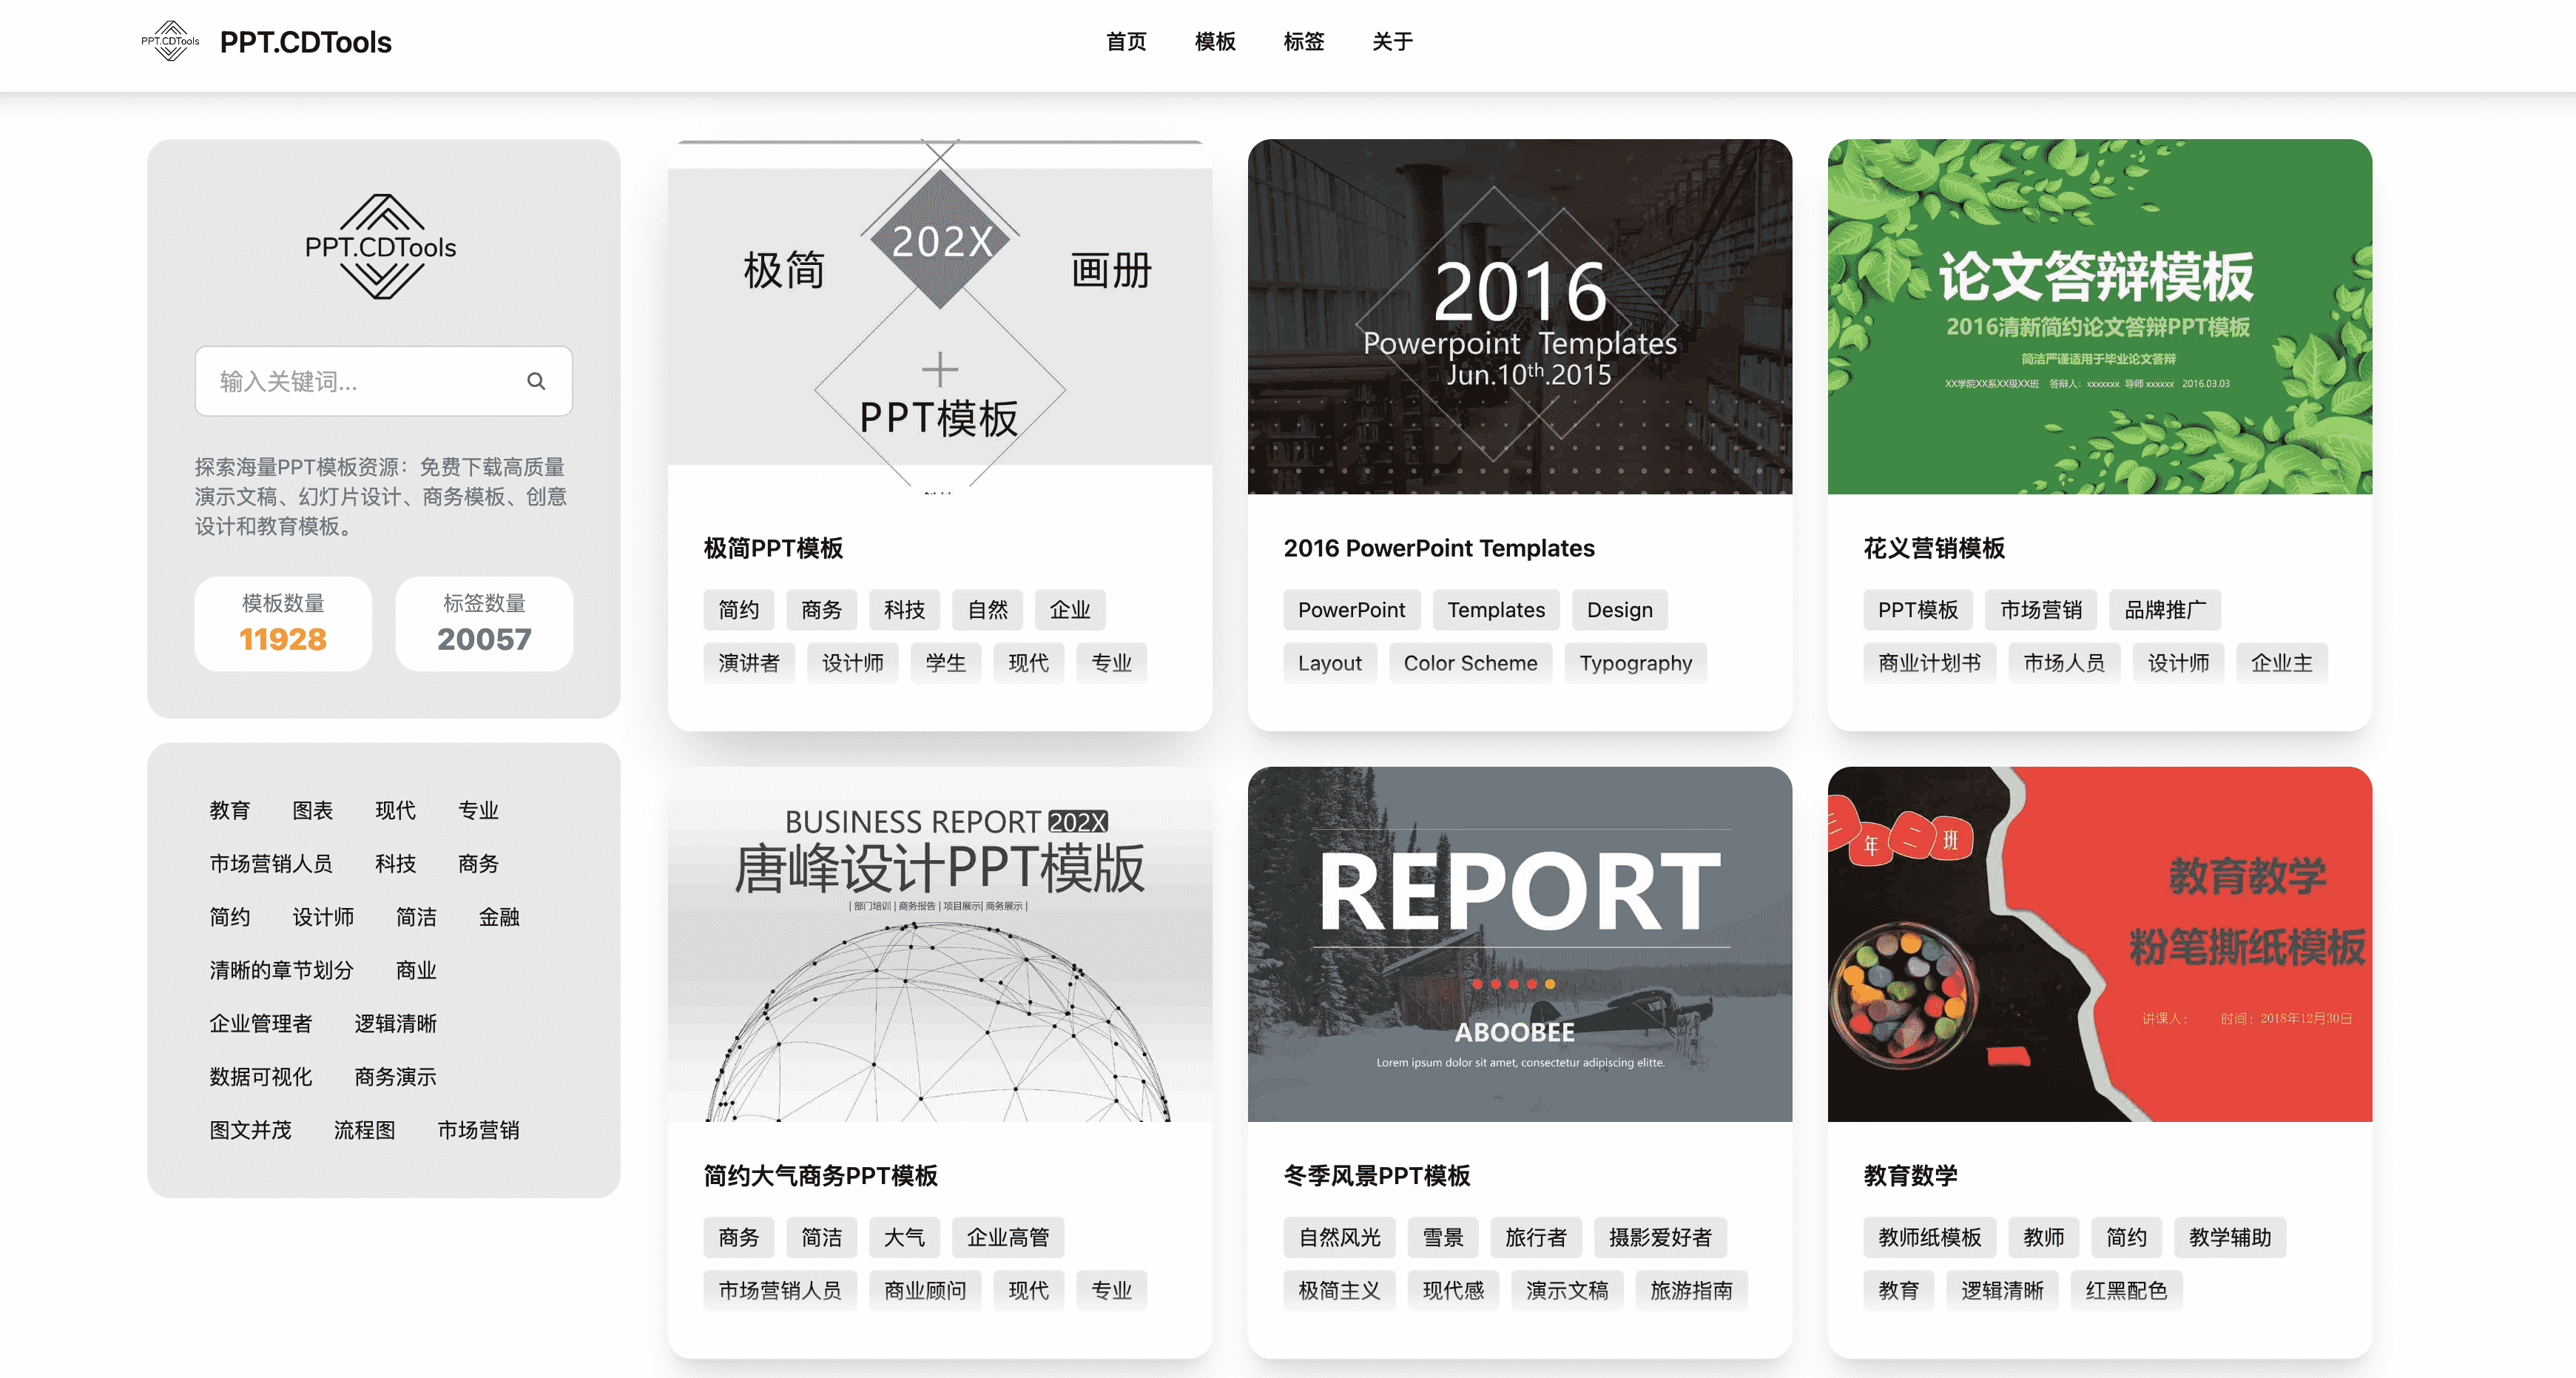 PPT.CDTools PPT.CDTools 首页 模板 标签 关于
PPT.CDTools
输入关键词...
探索海量PPT模板资源：免费下载高质量
演示文稿、幻灯片设计、商务模板、创意
设计和教育模板。
模板数量 标签数量
11928 20057
教育 图表 现代 专业
市场营销人员 科技 商务
简约 设计师 简洁 金融
清晰的章节划分 商业
企业管理者 逻辑清晰
数据可视化 商务演示
图文并茂 流程图 市场营销
202X
极简 画册
PPT模板
极简PPT模板
简约 商务 科技 自然 企业
演讲者 设计师 学生 现代 专业
2016
Powerpoint Templates
Jun.10th.2015
2016 PowerPoint Templates
PowerPoint Templates Design
Layout Color Scheme Typography
论文答辩模板
2016清新简约论文答辩PPT模板
简洁严谨适用于毕业论文答辩
XX学院XX系XX级XX班 答辩人：xxxxxxx 导师 xxxxxx 2016.03.03
花义营销模板
PPT模板 市场营销 品牌推广
商业计划书 市场人员 设计师 企业主
BUSINESS REPORT 202X
唐峰设计PPT模版
| 部门培训 | 商务报告 | 项目展示| 商务展示 |
简约大气商务PPT模板
商务 简洁 大气 企业高管
市场营销人员 商业顾问 现代 专业
REPORT
ABOOBEE
Lorem ipsum dolor sit amet, consectetur adipiscing elitte.
冬季风景PPT模板
自然风光 雪景 旅行者 摄影爱好者
极简主义 现代感 演示文稿 旅游指南
三年二班
教育教学
粉笔撕纸模板
讲课人： 时间：2018年12月30日
教育数学
教师纸模板 教师 简约 教学辅助
教育 逻辑清晰 红黑配色